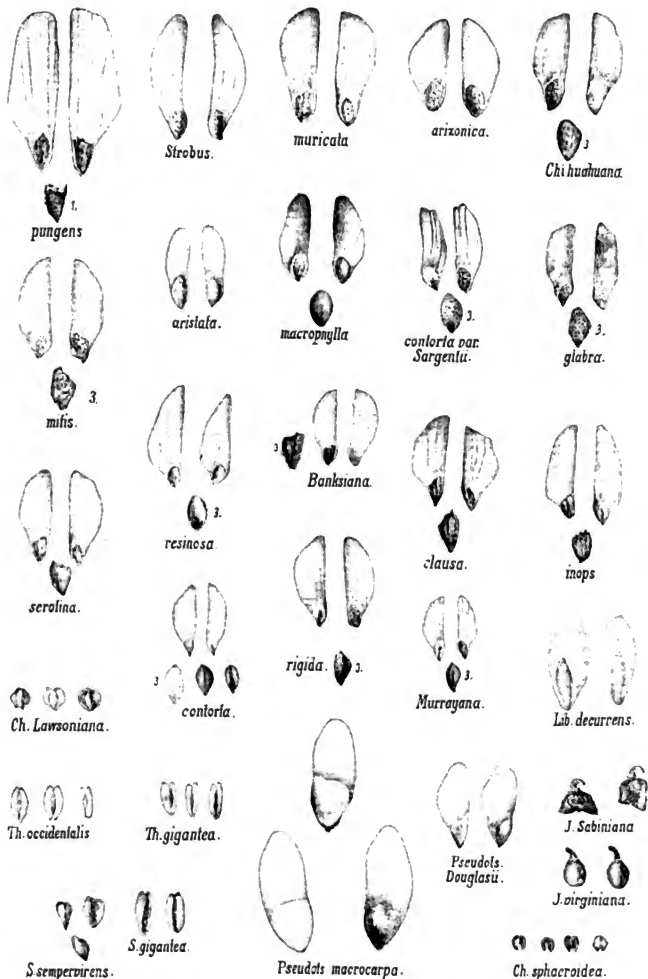 Strobus.
muricata
arizonica.
3
Chihuahuana.
1.
pungens
aristata.
macrophylla
3.
contorta var.
Sargentii.
3.
glabra.
3.
mitis.
3
Banksiana.
3.
resinosa
clausa.
inops
serotina.
3
contorta.
rigida.
3.
3.
Murrayana.
Lib. decurrens.
Ch. Lawsoniana.
Th. occidentalis
Th. gigantea.
Pseudots.
Douglasii.
J. Sabiniana
J. virginiana.
S. sempervirens.
S. gigantea.
Pseudots macrocarpa.
Ch. sphacroidea.